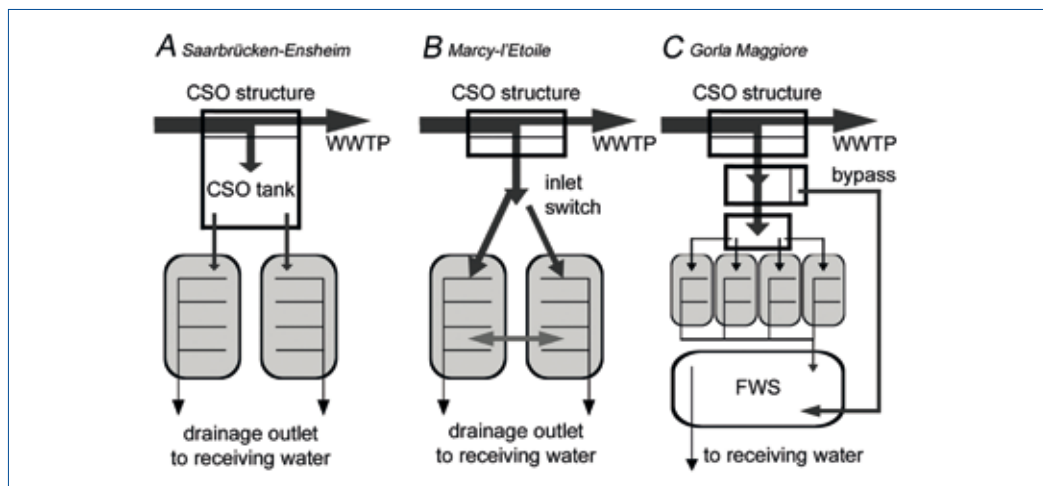 A Saarbrücken-Ensheim
CSO structure
WWTP
CSO tank
drainage outlet
to receiving water
B Marcy-l'Etoile
CSO structure
WWTP
inlet
switch
drainage outlet
to receiving water
C Gorla Maggiore
CSO structure
WWTP
bypass
FWS
to receiving water